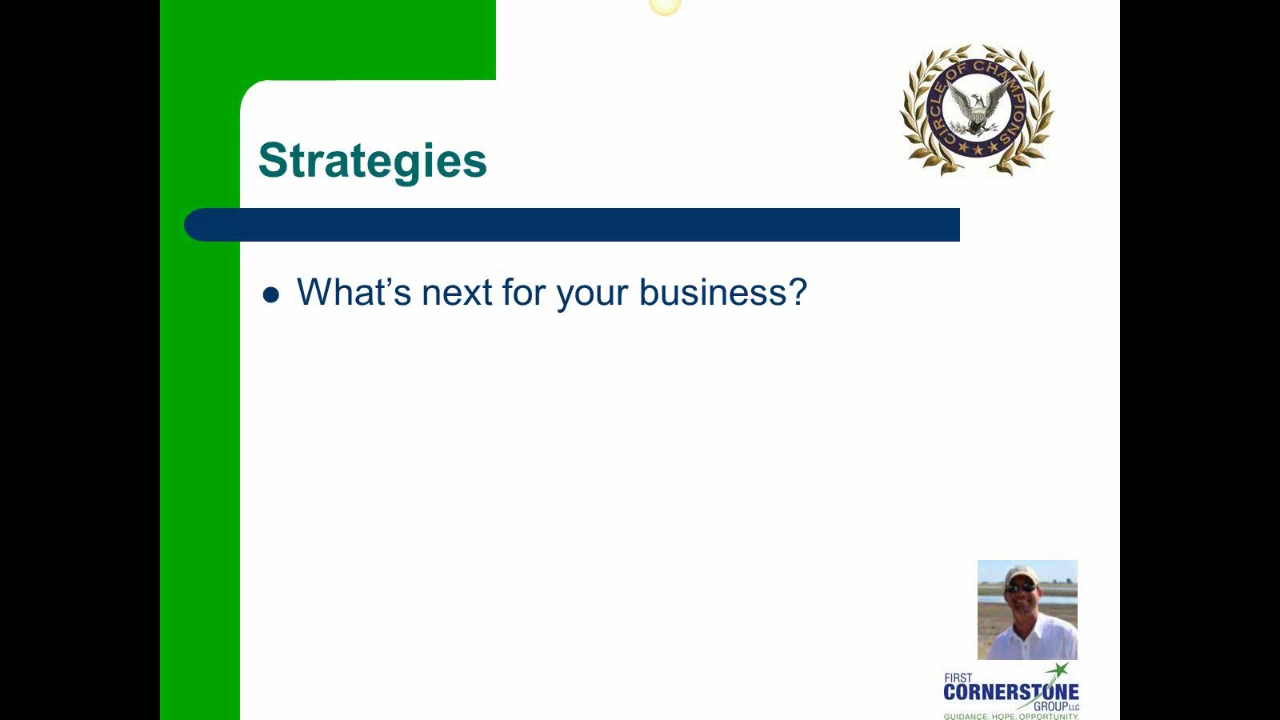 CIRCLE OF CHAMPIONS
Strategies
What’s next for your business?
FIRST
CORNERSTONE
GROUP LLC
GUIDANCE. HOPE. OPPORTUNITY.